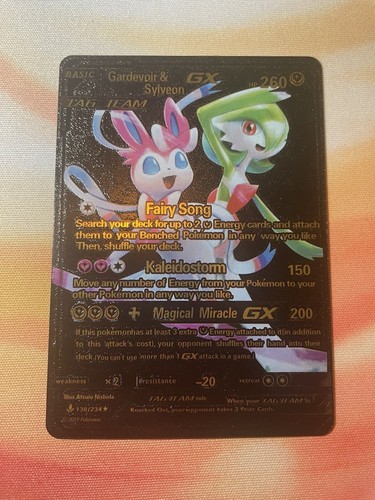 BASIC Gardevoir & Sylveon GX HP 260
TAG TEAM
Fairy Song
Search your deck for up to 2 Energy cards and attach
them to your Benched Pokémon in any way you like
Then, shuffle your deck.
Kaleidostorm 150
Move any number of Energy from your Pokémon to your
other Pokémon in any way you like.
+ Magical Miracle GX 200
If this pokémon has at least 3 extra Energy attached to it(in addition
to this attack's cost), your opponent shuffles their hand into their
deck.(You can't use more than 1 GX attack in a game.)
weakness ×2 resistance -20 retreat
Illus. Atsuko Nishida TAG TEAM rule When your TAG TEAM is
130/234 Knocked Out, your opponent takes 3 Prize Cards.